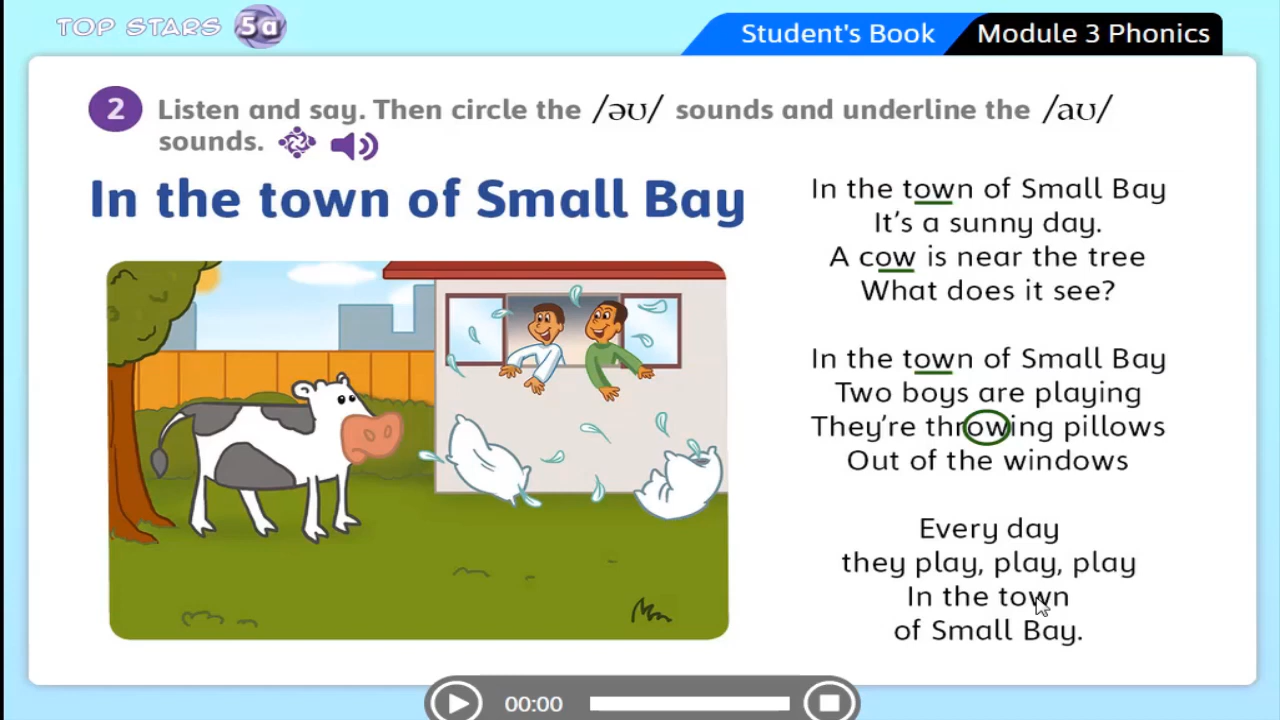 TOP STARS 5a
Student's Book
Module 3 Phonics
2 Listen and say. Then circle the /əʊ/ sounds and underline the /aʊ/
sounds.
In the town of Small Bay
In the town of Small Bay
It's a sunny day.
A cow is near the tree
What does it see?
In the town of Small Bay
Two boys are playing
They're throwing pillows
Out of the windows
Every day
they play, play, play
In the town
of Small Bay.
00:00